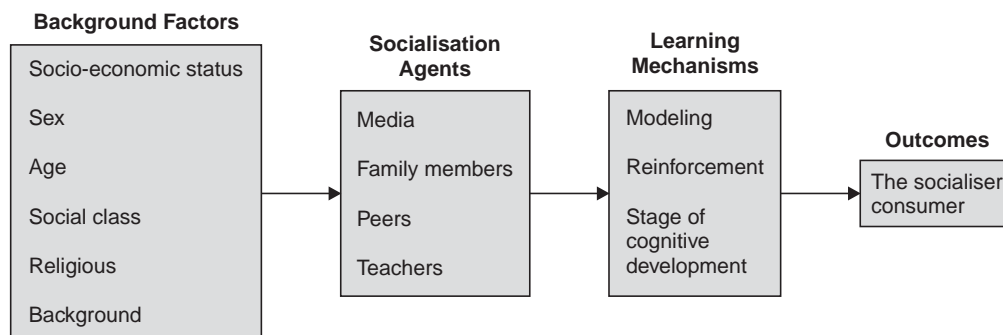 Background Factors
Socio-economic status
Sex
Age
Social class
Religious
Background
Socialisation
Agents
Media
Family members
Peers
Teachers
Learning
Mechanisms
Modeling
Reinforcement
Stage of
cognitive
development
Outcomes
The socialiser
consumer